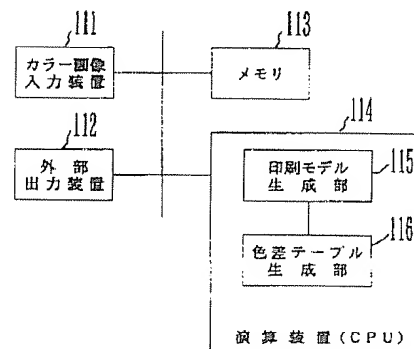 111
カラー画像
入力装置
113
メモリ
112
外部
出力装置
114
印刷モデル
生成部
115
116
色差テーブル
生成部
演算装置(CPU)